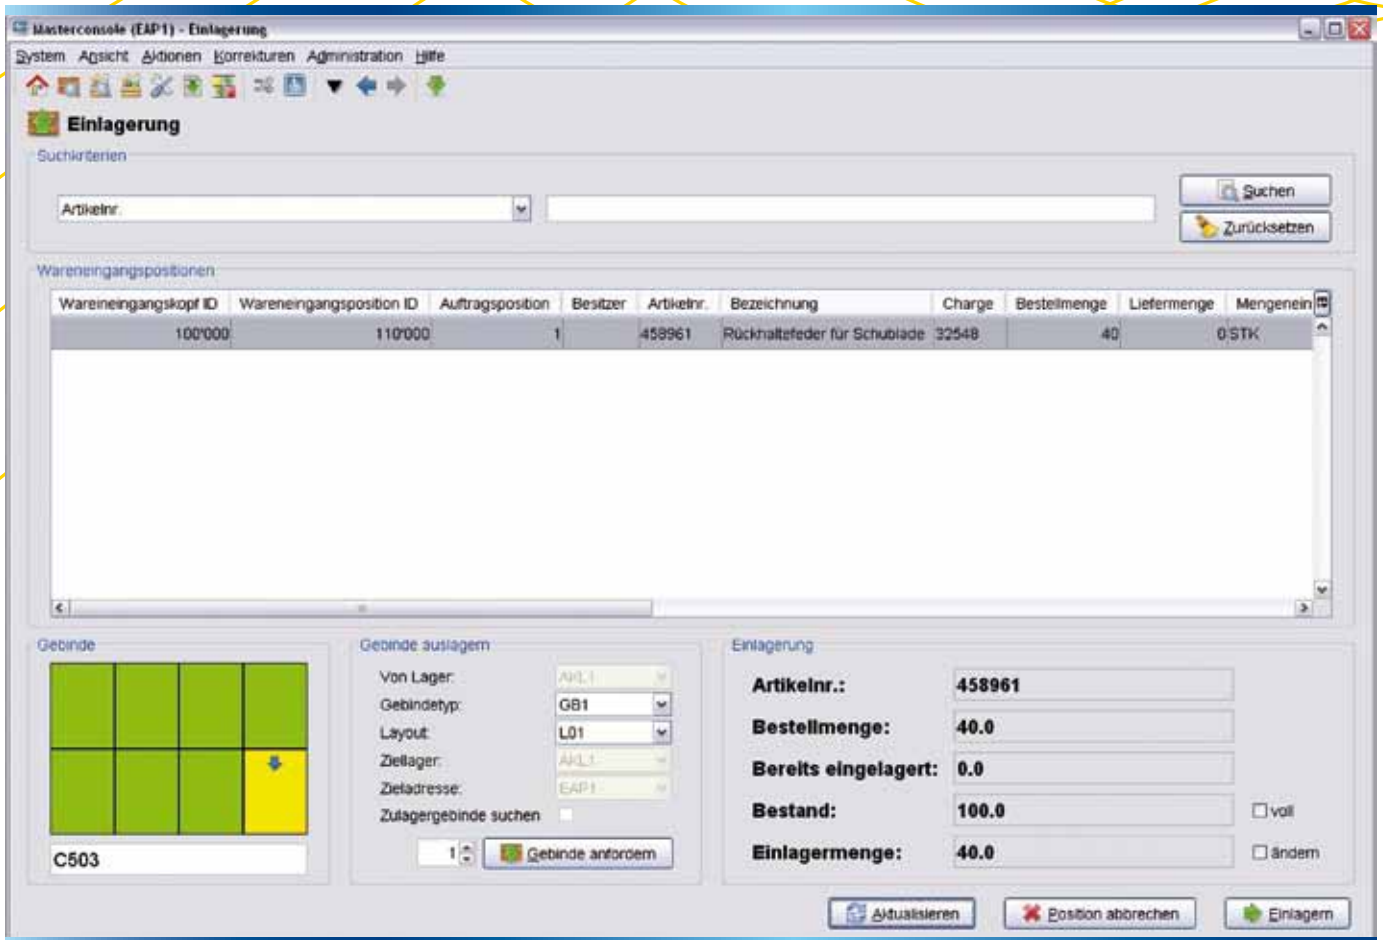 Masterconsole (EAP1) - Einlagerung
System Ansicht Aktionen Korrekturen Administration Hilfe
Einlagerung
Suchkriterien
Artikelnr.
Suchen
Zurücksetzen
Wareneingangspositionen
Wareineingangskopf ID Wareneingangsposition ID Auftragsposition Besitzer Artikelnr. Bezeichnung Charge Bestellmenge Liefermenge Mengenein
100'000 110'000 1 458961 Rückhaltefeder für Schublade 32548 40 0 STK
Gebinde
C503
Gebinde auslagern
Von Lager: AKL1
Gebindetyp: GB1
Layout: L01
Ziellager: AKL1
Zieladresse: EAP1
Zulagergebinde suchen
1 Gebinde anfordern
Einlagerung
Artikelnr.: 458961
Bestellmenge: 40.0
Bereits eingelagert: 0.0
Bestand: 100.0 voll
Einlagermenge: 40.0 ändern
Aktualisieren Position abbrechen Einlagern